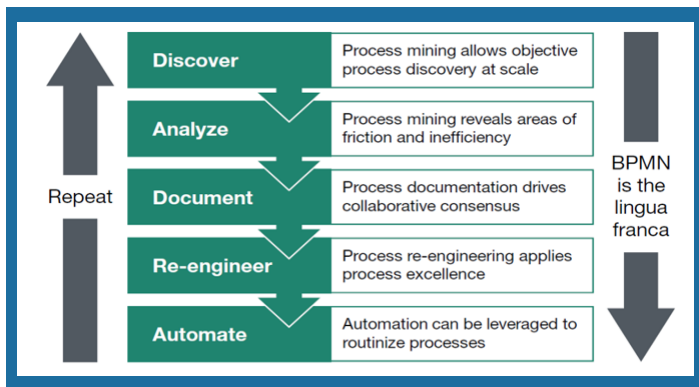 Discover
Process mining allows objective
process discovery at scale
Analyze
Process mining reveals areas of
friction and inefficiency
Document
Process documentation drives
collaborative consensus
Re-engineer
Process re-engineering applies
process excellence
Automate
Automation can be leveraged to
routinize processes
Repeat
BPMN
is the
lingua
franca